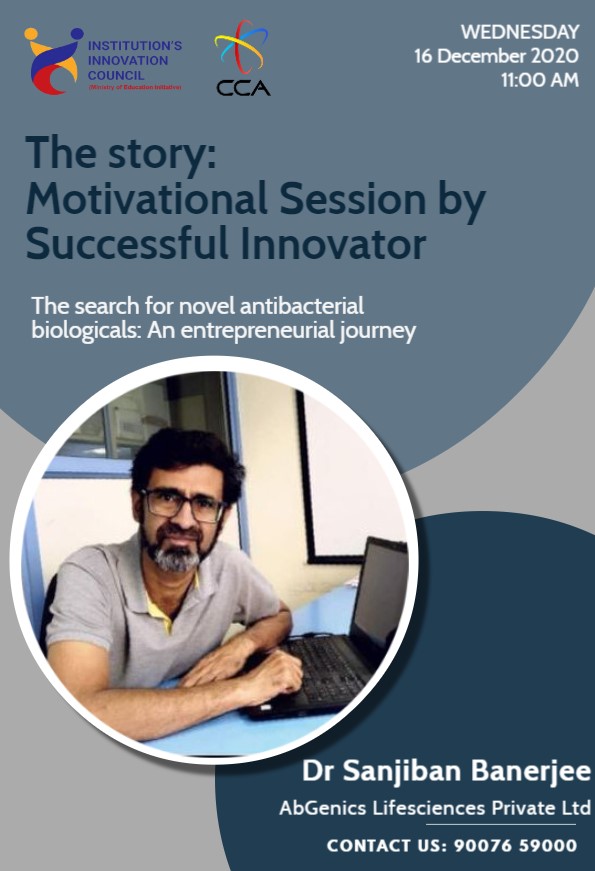 INSTITUTION'S
INNOVATION
COUNCIL
(Ministry of Education Initiative)
CCA
WEDNESDAY
16 December 2020
11:00 AM
The story:
Motivational Session by
Successful Innovator
The search for novel antibacterial
biologicals: An entrepreneurial journey
Dr Sanjiban Banerjee
AbGenics Lifesciences Private Ltd
CONTACT US: 90076 59000